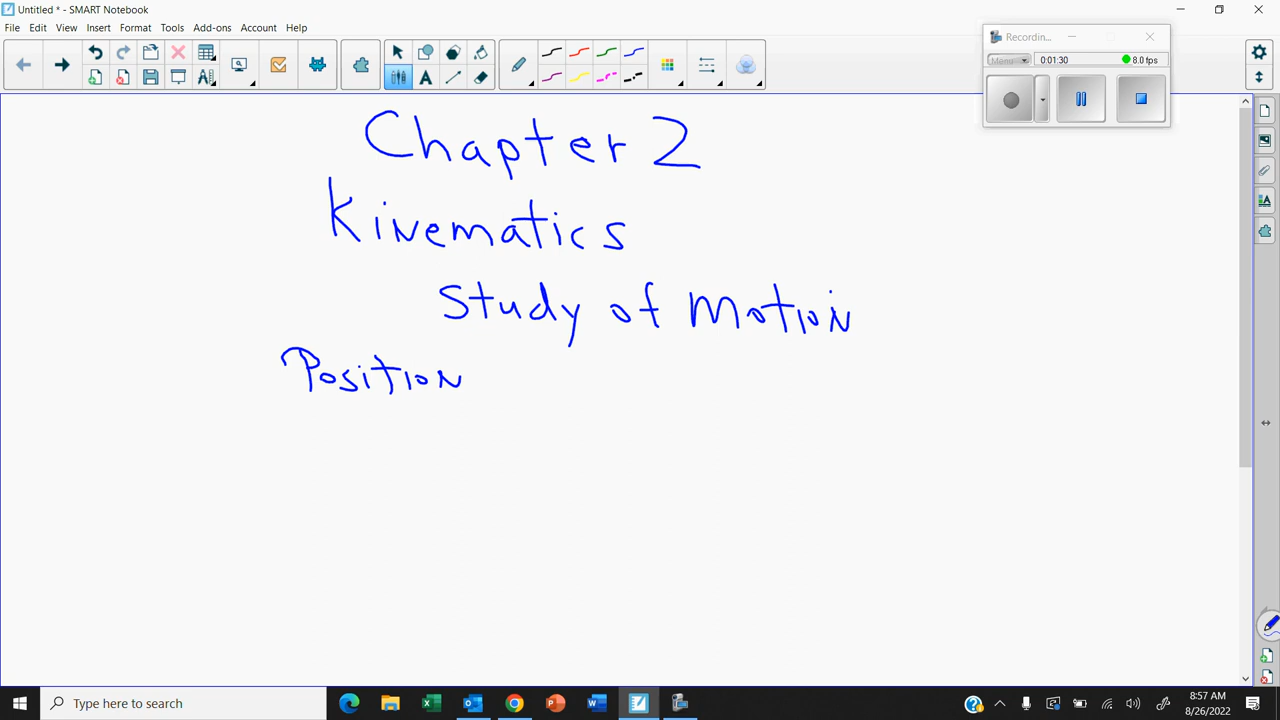 Untitled * - SMART Notebook
File Edit View Insert Format Tools Add-ons Account Help
Recordin...
Menu 0:01:30 8.0 fps
Chapter 2
Kinematics
Study of Motion
Position
Type here to search
8:57 AM
8/26/2022